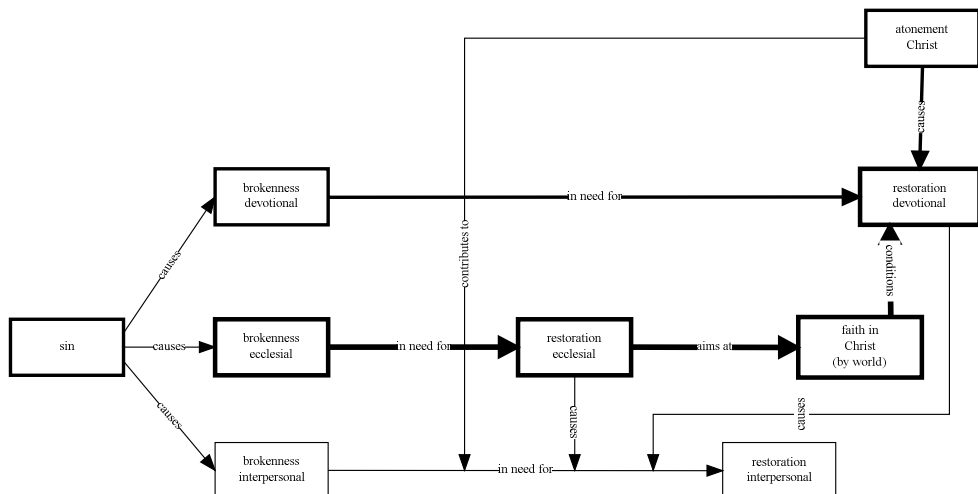 atonement
Christ
causes
brokenness
devotional
in need for
restoration
devotional
contributes to
causes
conditions
sin
causes
brokenness
ecclesial
in need for
restoration
ecclesial
aims at
faith in
Christ
(by world)
causes
causes
causes
brokenness
interpersonal
in need for
restoration
interpersonal